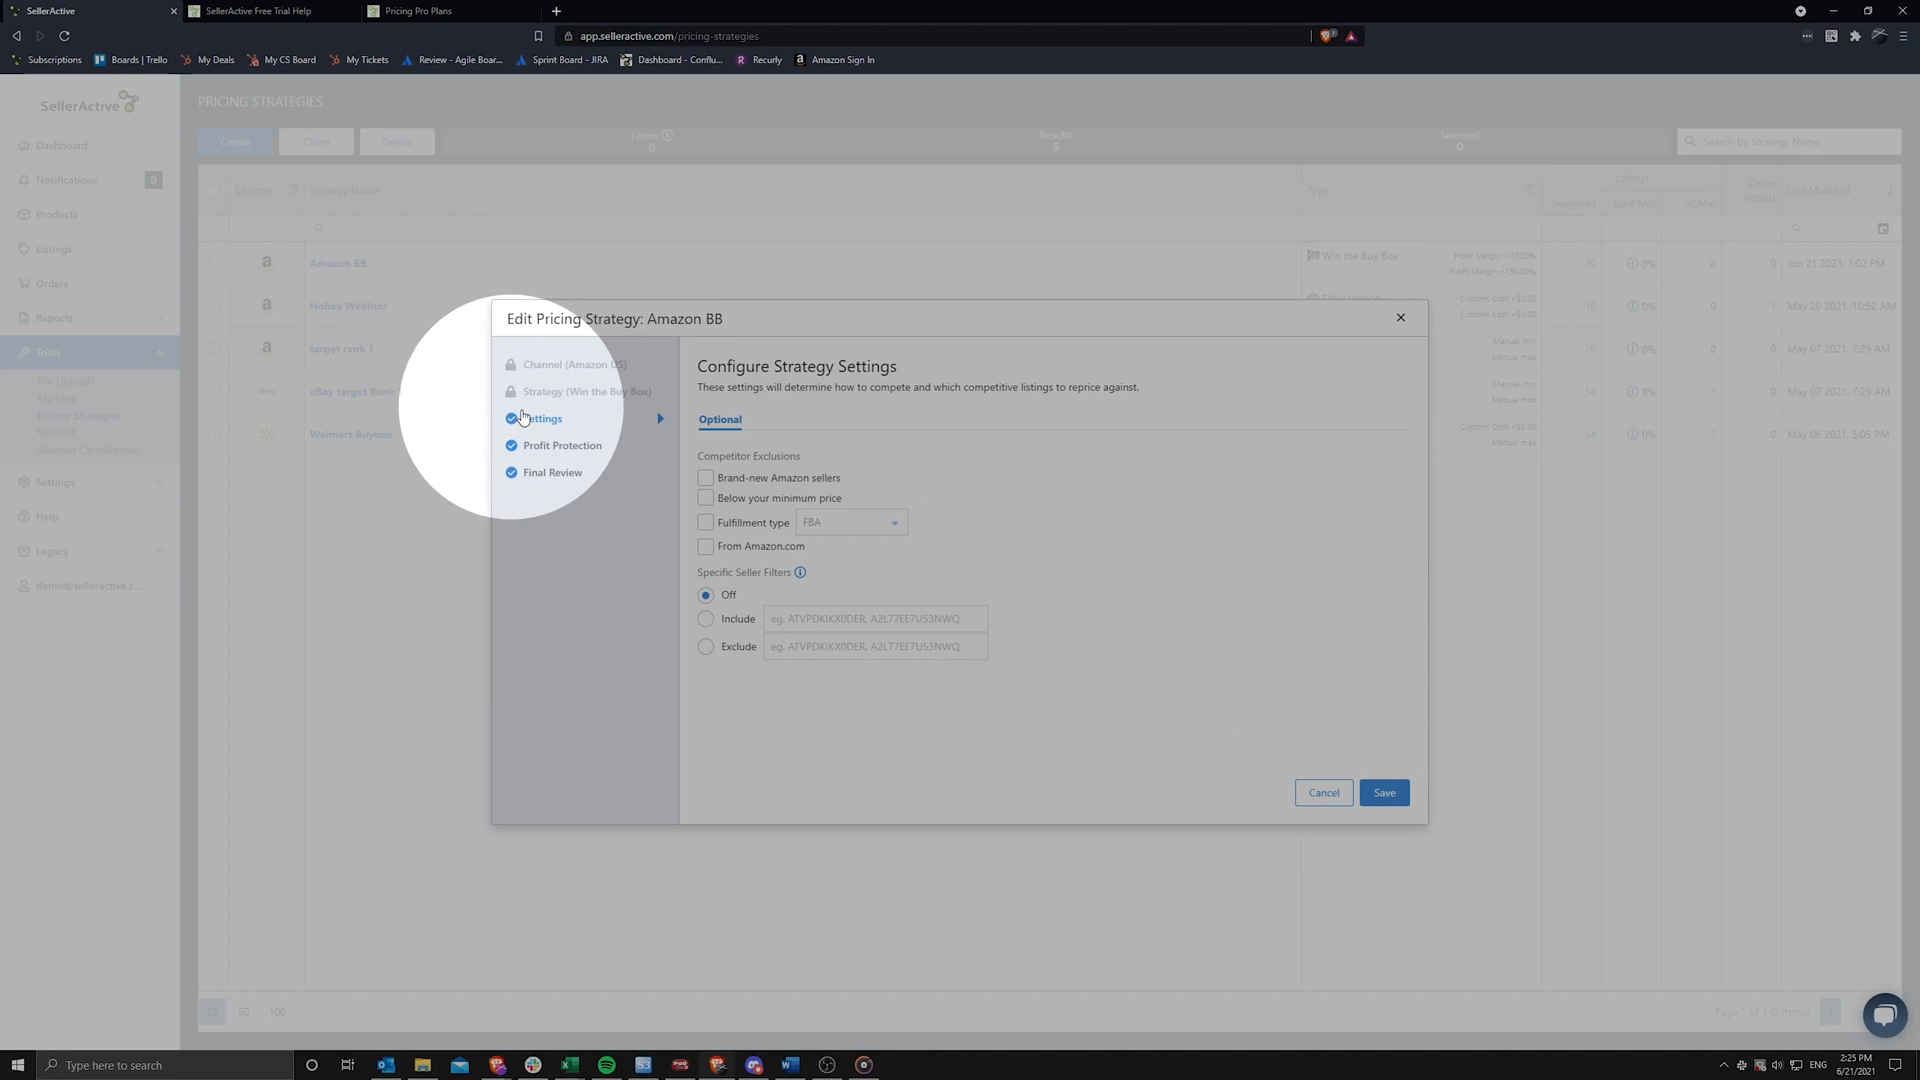 SellerActive
SellerActive Free Trial Help
Pricing Pro Plans
app.selleractive.com/pricing-strategies
Subscriptions
Boards | Trello
My Deals
My CS Board
My Tickets
Review - Agile Boar...
Sprint Board - JIRA
Dashboard - Conflu...
Recurly
Amazon Sign In
SellerActive
Dashboard
Notifications
0
Products
Listings
Orders
Reports
Tools
File Uploads
My Files
Pricing Strategies
Vendors
Walmart Cancellations
Settings
Help
Legacy
demo@selleractive.c...
PRICING STRATEGIES
Create
Clone
Delete
Filters
0
Results
5
Selected
0
Search by Strategy Name
Channel
Strategy Name
Type
Listings
Assigned
Goal Met
at Min
Order Results
Last Modified
Amazon BB
Win the Buy Box
Profit Margin +10.00%
Profit Margin +150.00%
20
0%
8
0
Jun 21 2021, 1:02 PM
Nohea Webinar
Sales Velocity
Custom: Cost +$0.00
Custom: Cost +$0.00
18
0%
0
1
May 20 2021, 10:52 AM
target rank 1
Manual min
Manual max
20
0%
0
0
May 07 2021, 7:29 AM
eBay target Rank
Manual min
Manual max
54
9%
1
0
May 07 2021, 7:29 AM
Walmart Buybox
Custom: Cost +$5.00
Manual max
54
0%
7
0
May 06 2021, 5:05 PM
Edit Pricing Strategy: Amazon BB
Channel (Amazon US)
Strategy (Win the Buy Box)
Settings
Profit Protection
Final Review
Configure Strategy Settings
These settings will determine how to compete and which competitive listings to reprice against.
Optional
Competitor Exclusions
Brand-new Amazon sellers
Below your minimum price
Fulfillment type
FBA
From Amazon.com
Specific Seller Filters
Off
Include
eg. ATVPDKIKX0DER, A2L77EE7U53NWQ
Exclude
eg. ATVPDKIKX0DER, A2L77EE7U53NWQ
Cancel
Save
25
50
100
Page 1 of 1 (5 items)
1
Type here to search
ENG
2:25 PM
6/21/2021